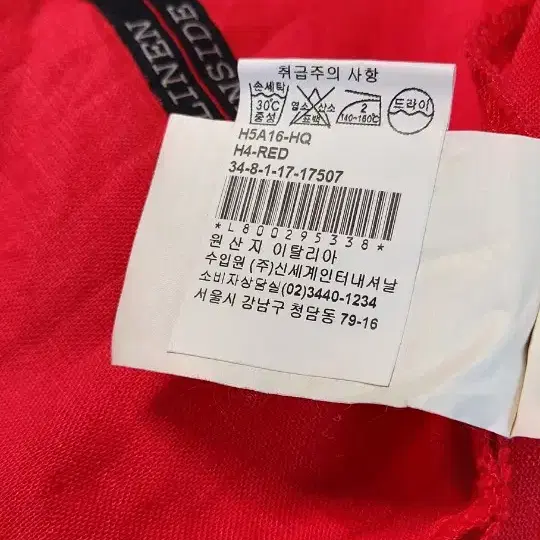 INSIDE
LINEN
취급주의 사항
손세탁
30℃
중성
염소 산소
표백
2
140~160℃
드라이
H5A16-HQ
H4-RED
34-8-1-17-17507
*L800295338*
원산지 이탈리아
수입원 (주)신세계인터내셔날
소비자상담실(02)3440-1234
서울시 강남구 청담동 79-16